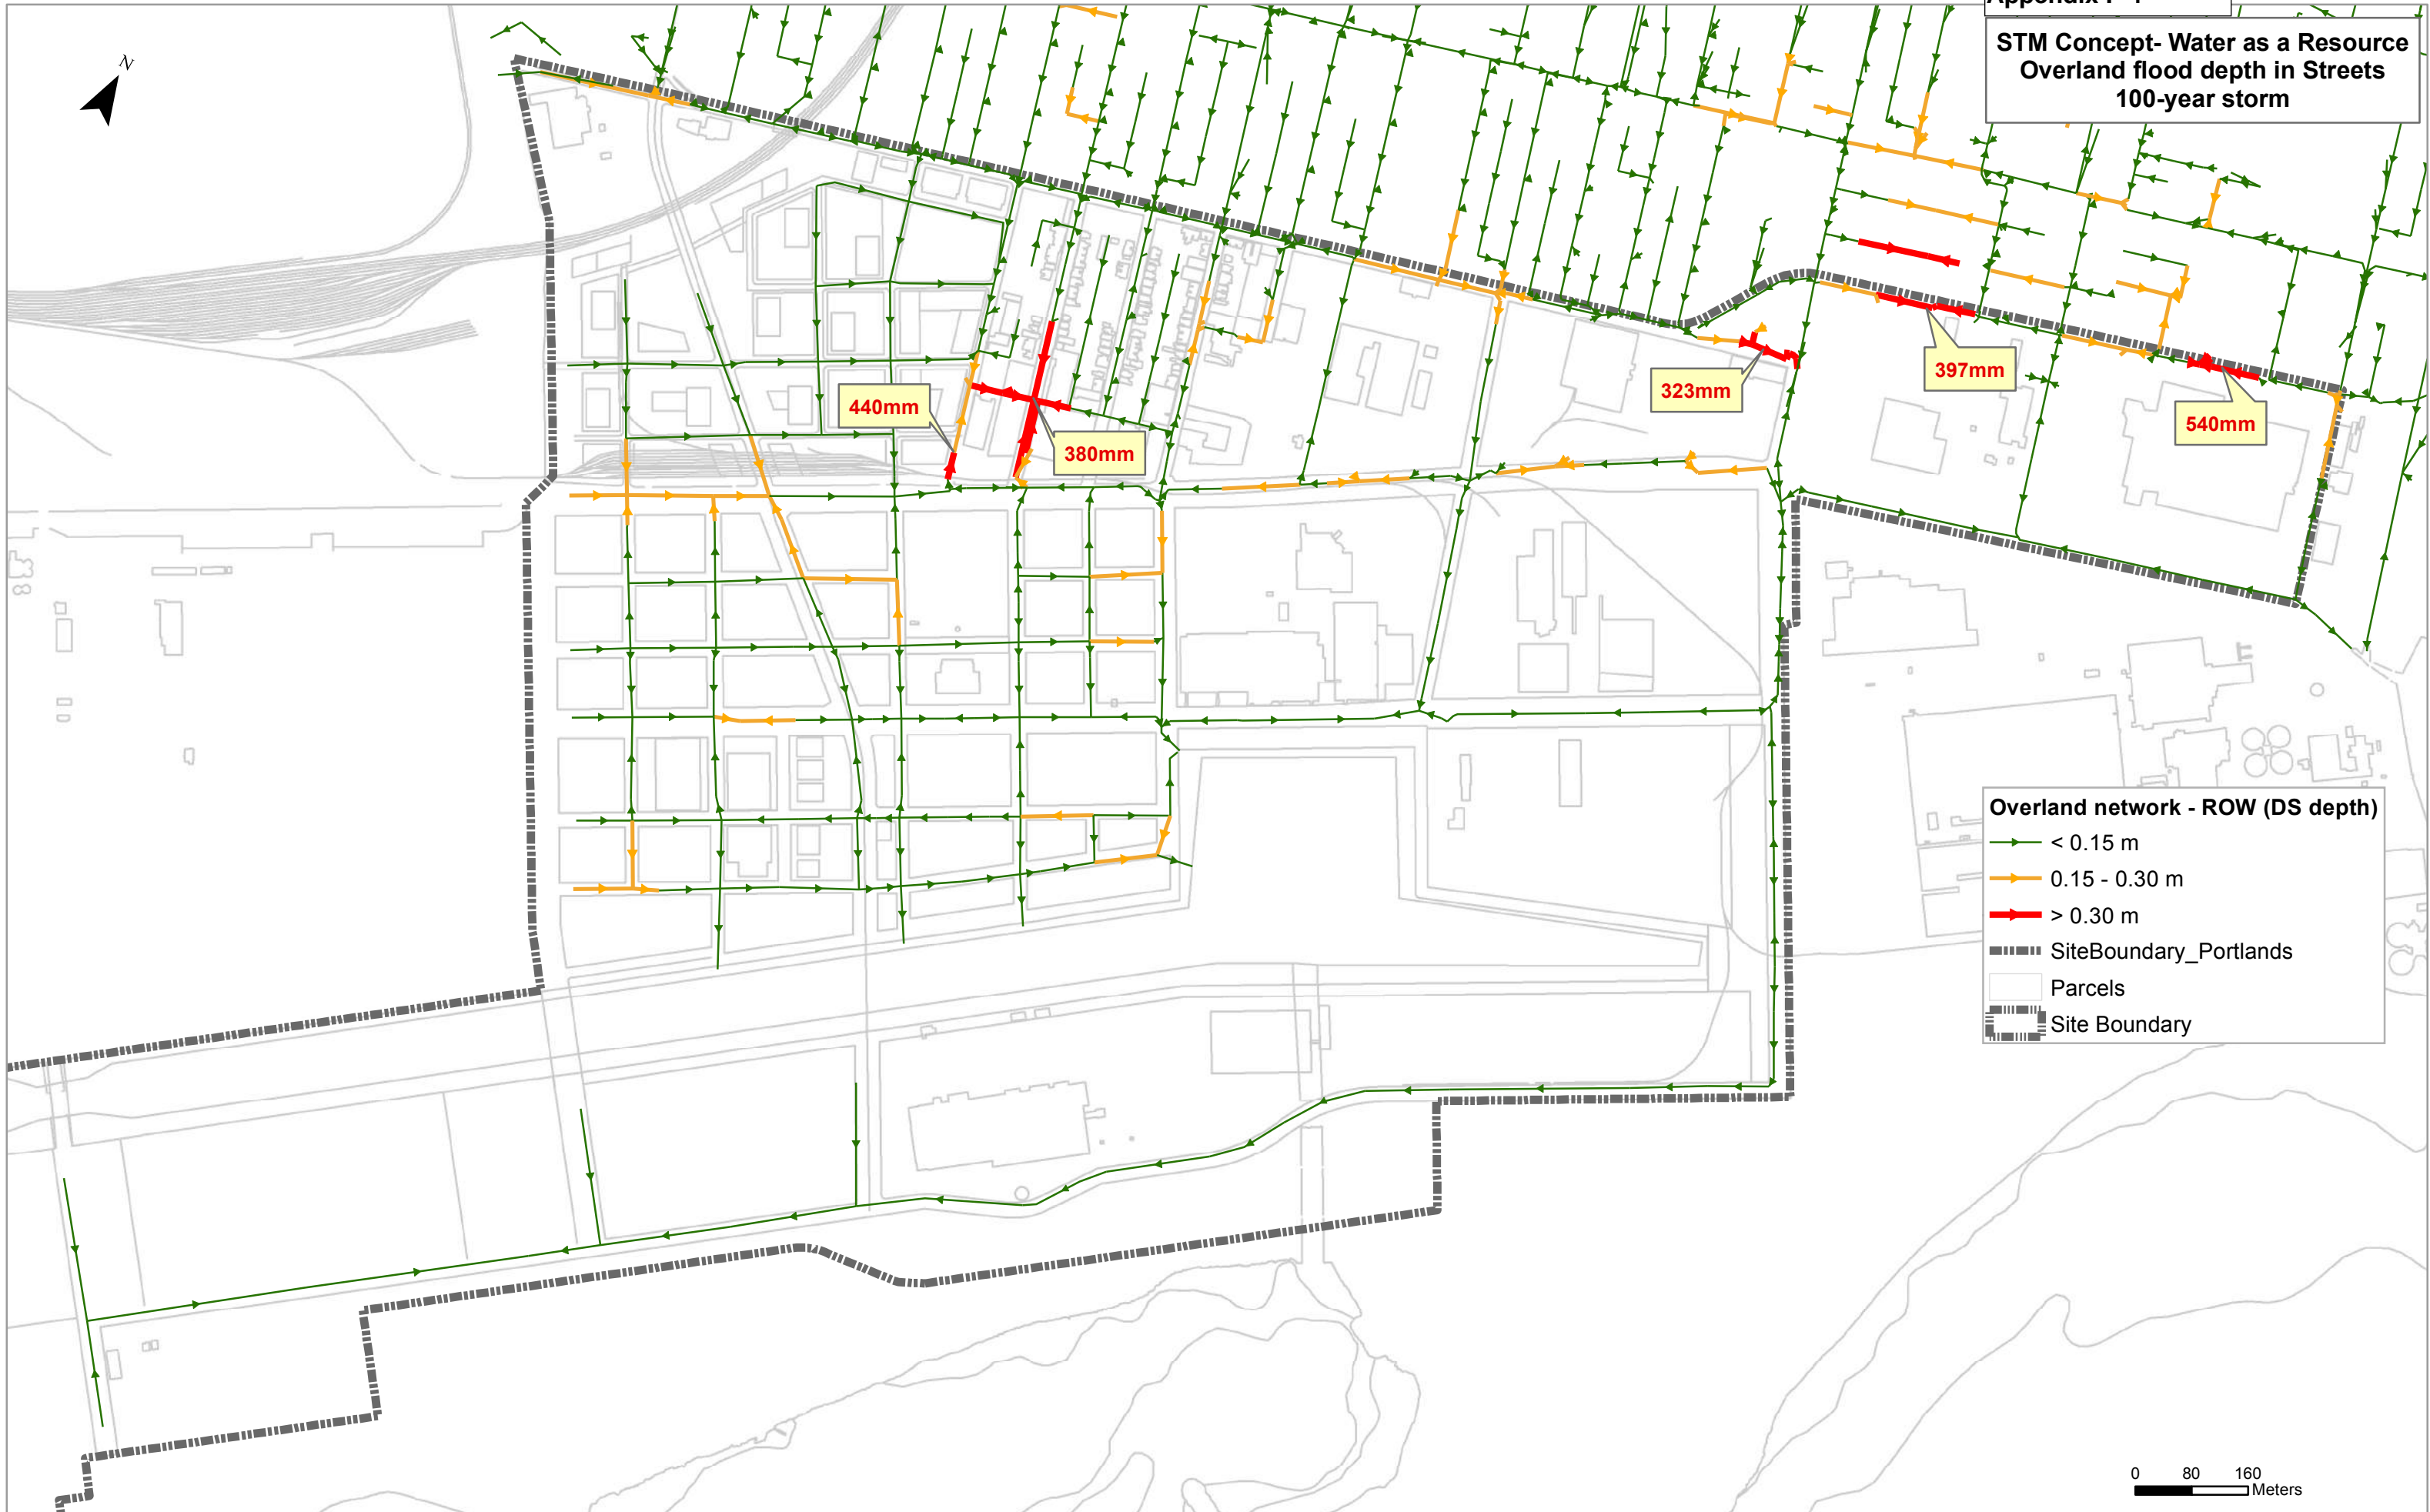 Appendix
STM Concept- Water as a Resource
Overland flood depth in Streets
100-year storm
N
440mm
380mm
323mm
397mm
540mm
Overland network - ROW (DS depth)
< 0.15 m
0.15 - 0.30 m
> 0.30 m
SiteBoundary_Portlands
Parcels
Site Boundary
0 80 160
Meters